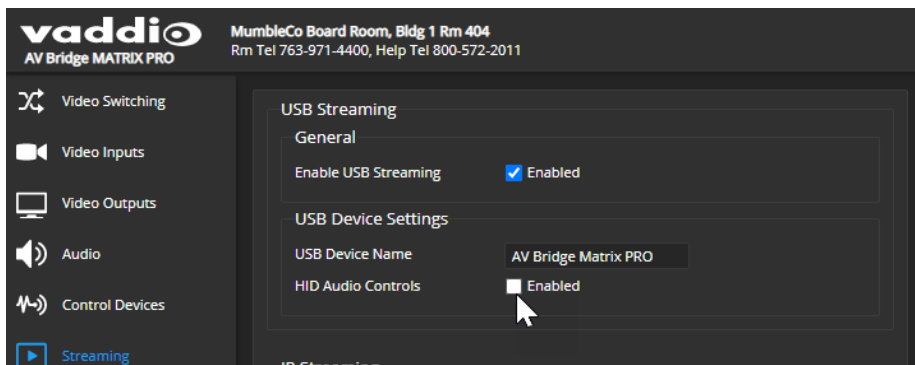 vaddio
AV Bridge MATRIX PRO
MumbleCo Board Room, Bldg 1 Rm 404
Rm Tel 763-971-4400, Help Tel 800-572-2011
Video Switching
Video Inputs
Video Outputs
Audio
Control Devices
Streaming
USB Streaming
General
Enable USB Streaming Enabled
USB Device Settings
USB Device Name AV Bridge Matrix PRO
HID Audio Controls Enabled